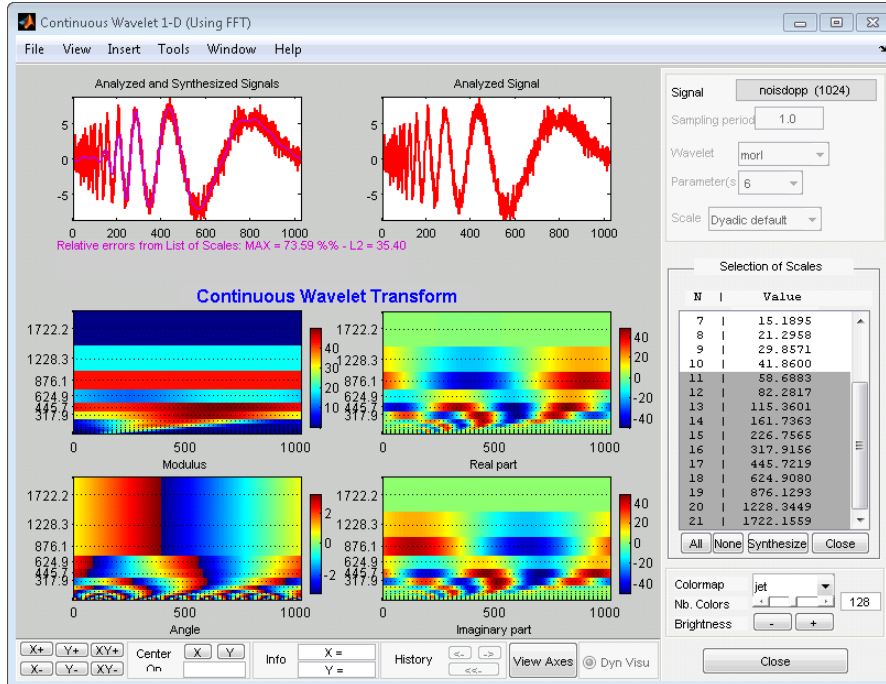 Continuous Wavelet 1-D (Using FFT)
File View Insert Tools Window Help
Analyzed and Synthesized Signals
5
0
-5
0 200 400 600 800 1000
Relative errors from List of Scales: MAX = 73.59 %% - L2 = 35.40
Analyzed Signal
5
0
-5
0 200 400 600 800 1000
Continuous Wavelet Transform
1722.2
1228.3
876.1
624.9
445.7
317.9
0 500 1000
Modulus
40
30
20
10
1722.2
1228.3
876.1
624.9
445.7
317.9
0 500 1000
Real part
40
20
0
-20
-40
1722.2
1228.3
876.1
624.9
445.7
317.9
0 500 1000
Angle
2
0
-2
1722.2
1228.3
876.1
624.9
445.7
317.9
0 500 1000
Imaginary part
40
20
0
-20
-40
Signal noisdopp (1024)
Sampling period 1.0
Wavelet morl
Parameter(s 6
Scale Dyadic default
Selection of Scales
N | Value
7 | 15.1895
8 | 21.2958
9 | 29.8571
10 | 41.8600
11 | 58.6883
12 | 82.2817
13 | 115.3601
14 | 161.7363
15 | 226.7565
16 | 317.9156
17 | 445.7219
18 | 624.9080
19 | 876.1293
20 | 1228.3449
21 | 1722.1559
All None Synthesize Close
Colormap jet
Nb. Colors 128
Brightness - +
Close
X+ Y+ XY+
X- Y- XY-
Center
On
X Y
Info
X =
Y =
History
<- ->
<<-
View Axes
Dyn Visu